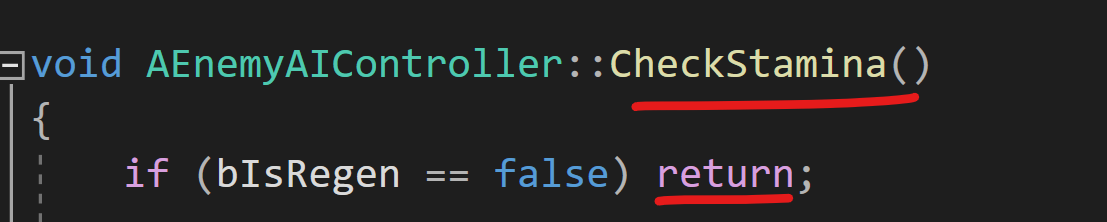 void AEnemyAIController::CheckStamina()
{
if (bIsRegen == false) return;